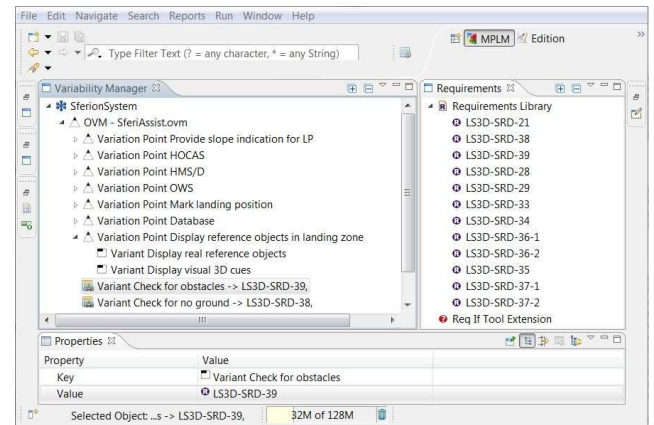 File Edit Navigate Search Reports Run Window Help
MPLM Edition
Type Filter Text (? = any character, * = any String)
Variability Manager
SferionSystem
OVM - SferiAssist.ovm
Variation Point Provide slope indication for LP
Variation Point HOCAS
Variation Point HMS/D
Variation Point OWS
Variation Point Mark landing position
Variation Point Database
Variation Point Display reference objects in landing zone
Variant Display real reference objects
Variant Display visual 3D cues
Variant Check for obstacles -> LS3D-SRD-39,
Variant Check for no ground -> LS3D-SRD-38,
Requirements
Requirements Library
LS3D-SRD-21
LS3D-SRD-38
LS3D-SRD-39
LS3D-SRD-28
LS3D-SRD-29
LS3D-SRD-33
LS3D-SRD-34
LS3D-SRD-36-1
LS3D-SRD-36-2
LS3D-SRD-35
LS3D-SRD-37-1
LS3D-SRD-37-2
Req If Tool Extension
Properties
Property Value
Key Variant Check for obstacles
Value LS3D-SRD-39
Selected Object: ...s -> LS3D-SRD-39, 32M of 128M